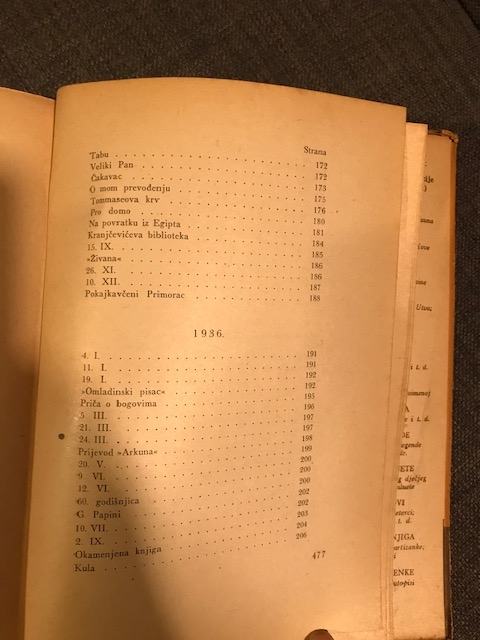 Strana
Tabu . . . . . . . . . . 172
Veliki Pan . . . . . . . . . . 172
Čakavac . . . . . . . . . . 173
O mom prevođenju . . . . . . . . . . 175
Tommaseova krv . . . . . . . . . . 176
Pro domo . . . . . . . . . . 180
Na povratku iz Egipta . . . . . . . . . . 181
Kranjčevićeva biblioteka . . . . . . . . . . 184
15. IX. . . . . . . . . . . 185
»Živana« . . . . . . . . . . 186
26. XI. . . . . . . . . . . 186
10. XII. . . . . . . . . . . 187
Pokajkavčeni Primorac . . . . . . . . . . 188
1936.
4. I. . . . . . . . . . . 191
11. I. . . . . . . . . . . 191
19. I. . . . . . . . . . . 192
»Omladinski pisac« . . . . . . . . . . 192
Priča o bogovima . . . . . . . . . . 195
5 III. . . . . . . . . . . 196
21. III. . . . . . . . . . . 197
24. III. . . . . . . . . . . 197
Prijevod »Arkuna« . . . . . . . . . . 198
20. V. . . . . . . . . . . 199
9 VI. . . . . . . . . . . 200
12. VI. . . . . . . . . . . 200
60. godišnjica . . . . . . . . . . 200
G Papini . . . . . . . . . . 202
10. VII. . . . . . . . . . . 202
2. IX. . . . . . . . . . . 203
Okamenjena knjiga . . . . . . . . . . 204
Kula . . . . . . . . . . 206
477